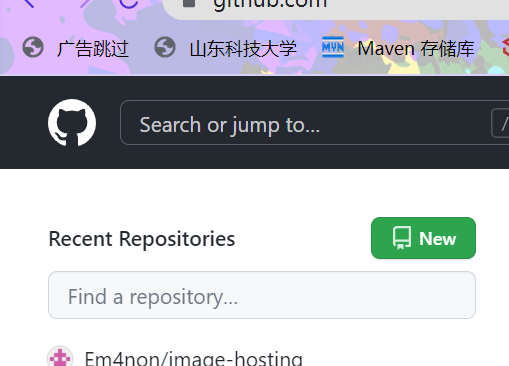 github.com
广告跳过 山东科技大学 MVN Maven 存储库
Search or jump to... /
Recent Repositories New
Find a repository...
Em4non/image-hosting